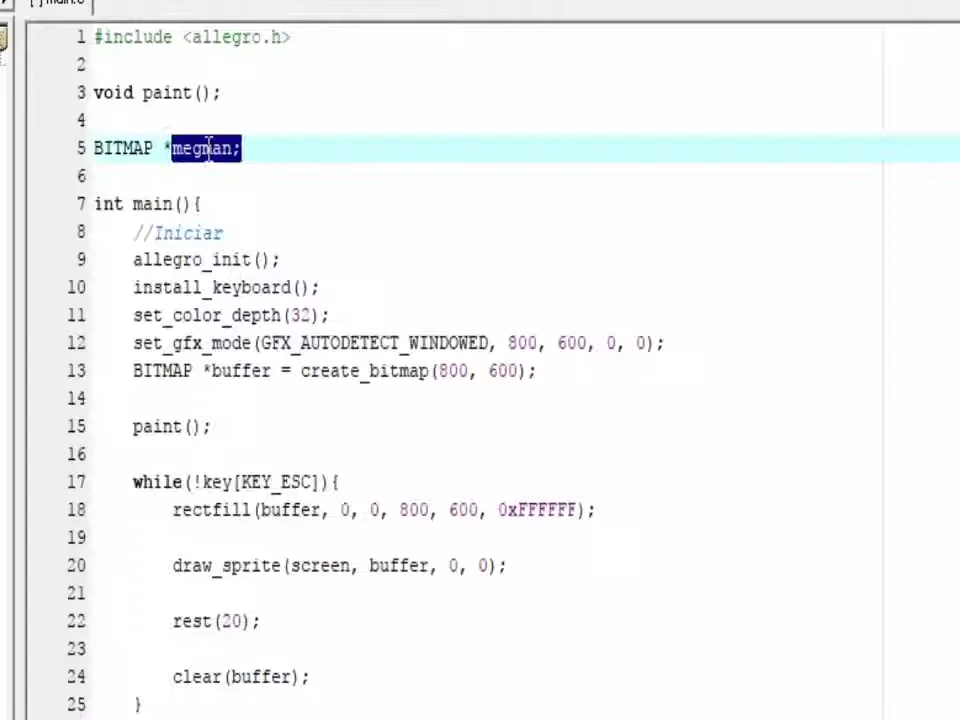 main.c
1 #include <allegro.h>
2
3 void paint();
4
5 BITMAP *megman;
6
7 int main(){
8 //Iniciar
9 allegro_init();
10 install_keyboard();
11 set_color_depth(32);
12 set_gfx_mode(GFX_AUTODETECT_WINDOWED, 800, 600, 0, 0);
13 BITMAP *buffer = create_bitmap(800, 600);
14
15 paint();
16
17 while(!key[KEY_ESC]){
18 rectfill(buffer, 0, 0, 800, 600, 0xFFFFFF);
19
20 draw_sprite(screen, buffer, 0, 0);
21
22 rest(20);
23
24 clear(buffer);
25 }